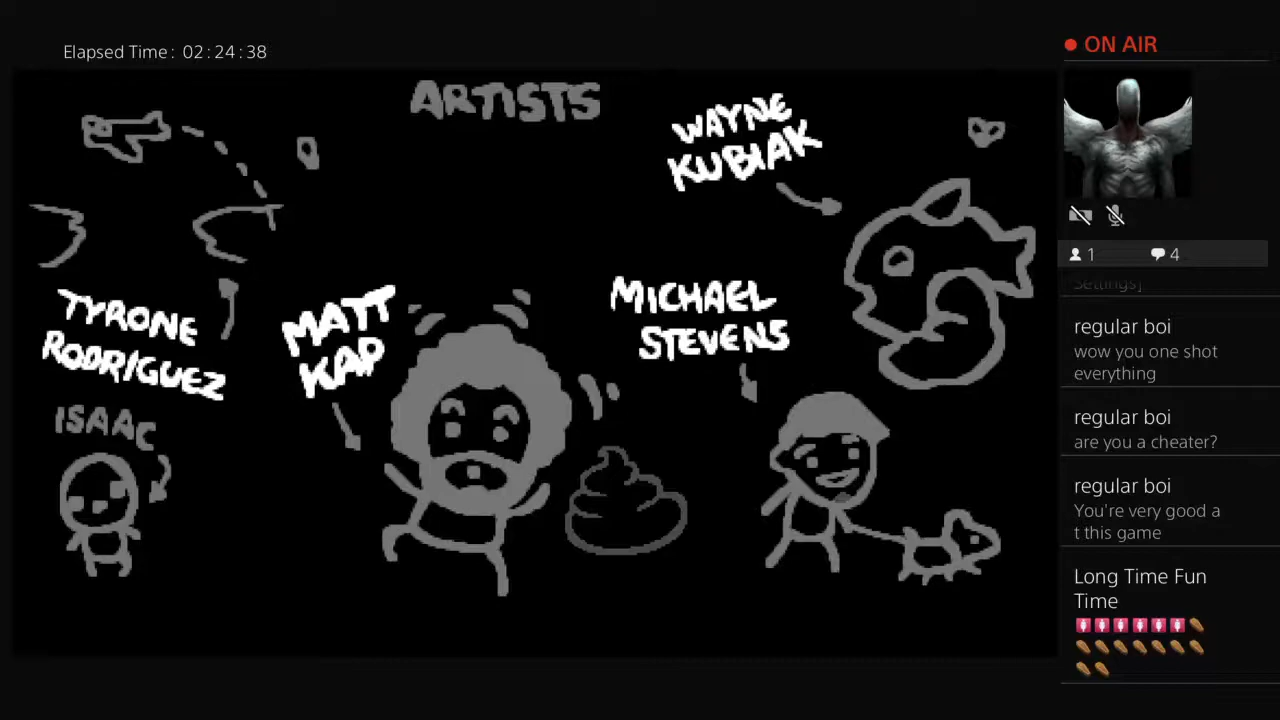 Elapsed Time: 02:24:38
ARTISTS
WAYNE
KUBIAK
TYRONE
RODRIGUEZ
MATT
KAP
MICHAEL
STEVENS
ISAAC
ON AIR
1
4
Settings]
regular boi
wow you one shot
everything
regular boi
are you a cheater?
regular boi
You're very good a
t this game
Long Time Fun
Time